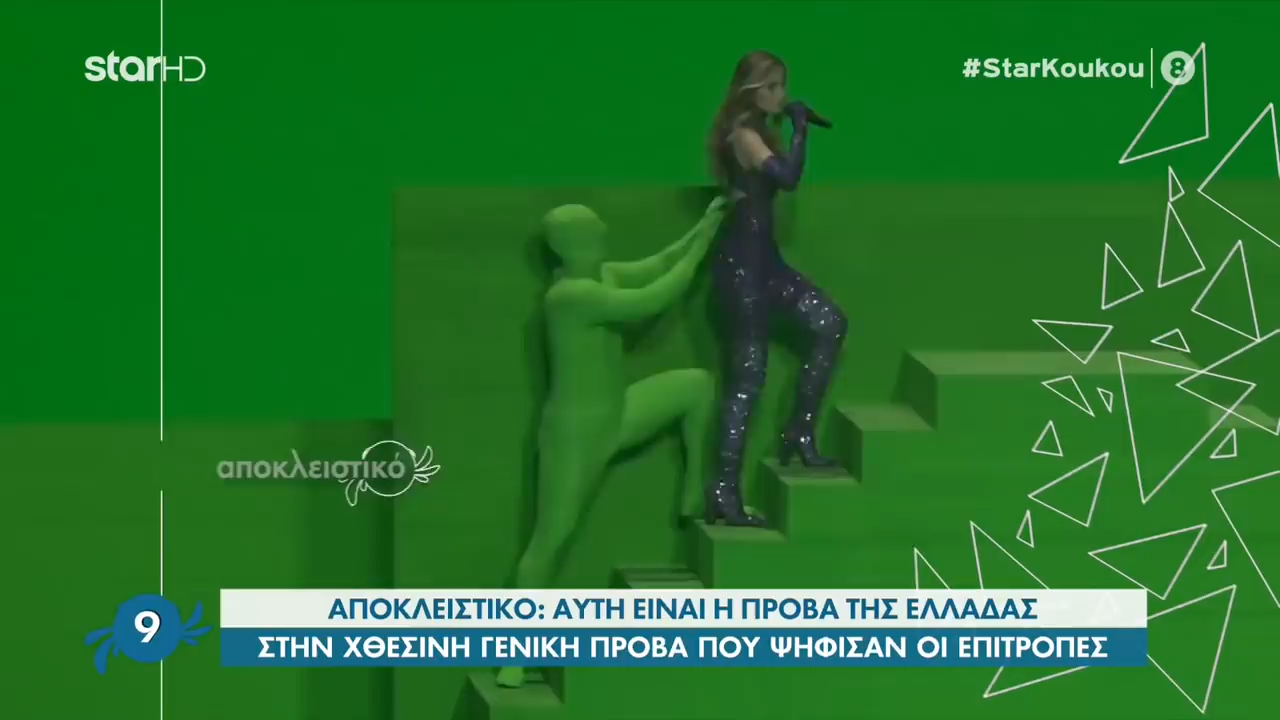 starHD
#StarKoukou
8
αποκλειστικό
9
ΑΠΟΚΛΕΙΣΤΙΚΟ: ΑΥΤΗ ΕΙΝΑΙ Η ΠΡΟΒΑ ΤΗΣ ΕΛΛΑΔΑΣ
ΣΤΗΝ ΧΘΕΣΙΝΗ ΓΕΝΙΚΗ ΠΡΟΒΑ ΠΟΥ ΨΗΦΙΣΑΝ ΟΙ ΕΠΙΤΡΟΠΕΣ